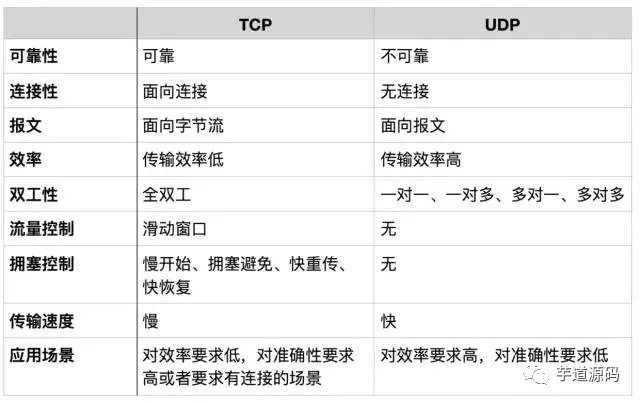 TCP UDP
可靠性 可靠 不可靠
连接性 面向连接 无连接
报文 面向字节流 面向报文
效率 传输效率低 传输效率高
双工性 全双工 一对一、一对多、多对一、多对多
流量控制 滑动窗口 无
拥塞控制 慢开始、拥塞避免、快重传、 无
快恢复
传输速度 慢 快
应用场景 对效率要求低，对准确性要求 对效率要求高，对准确性要求低
高或者要求有连接的场景
芋道源码